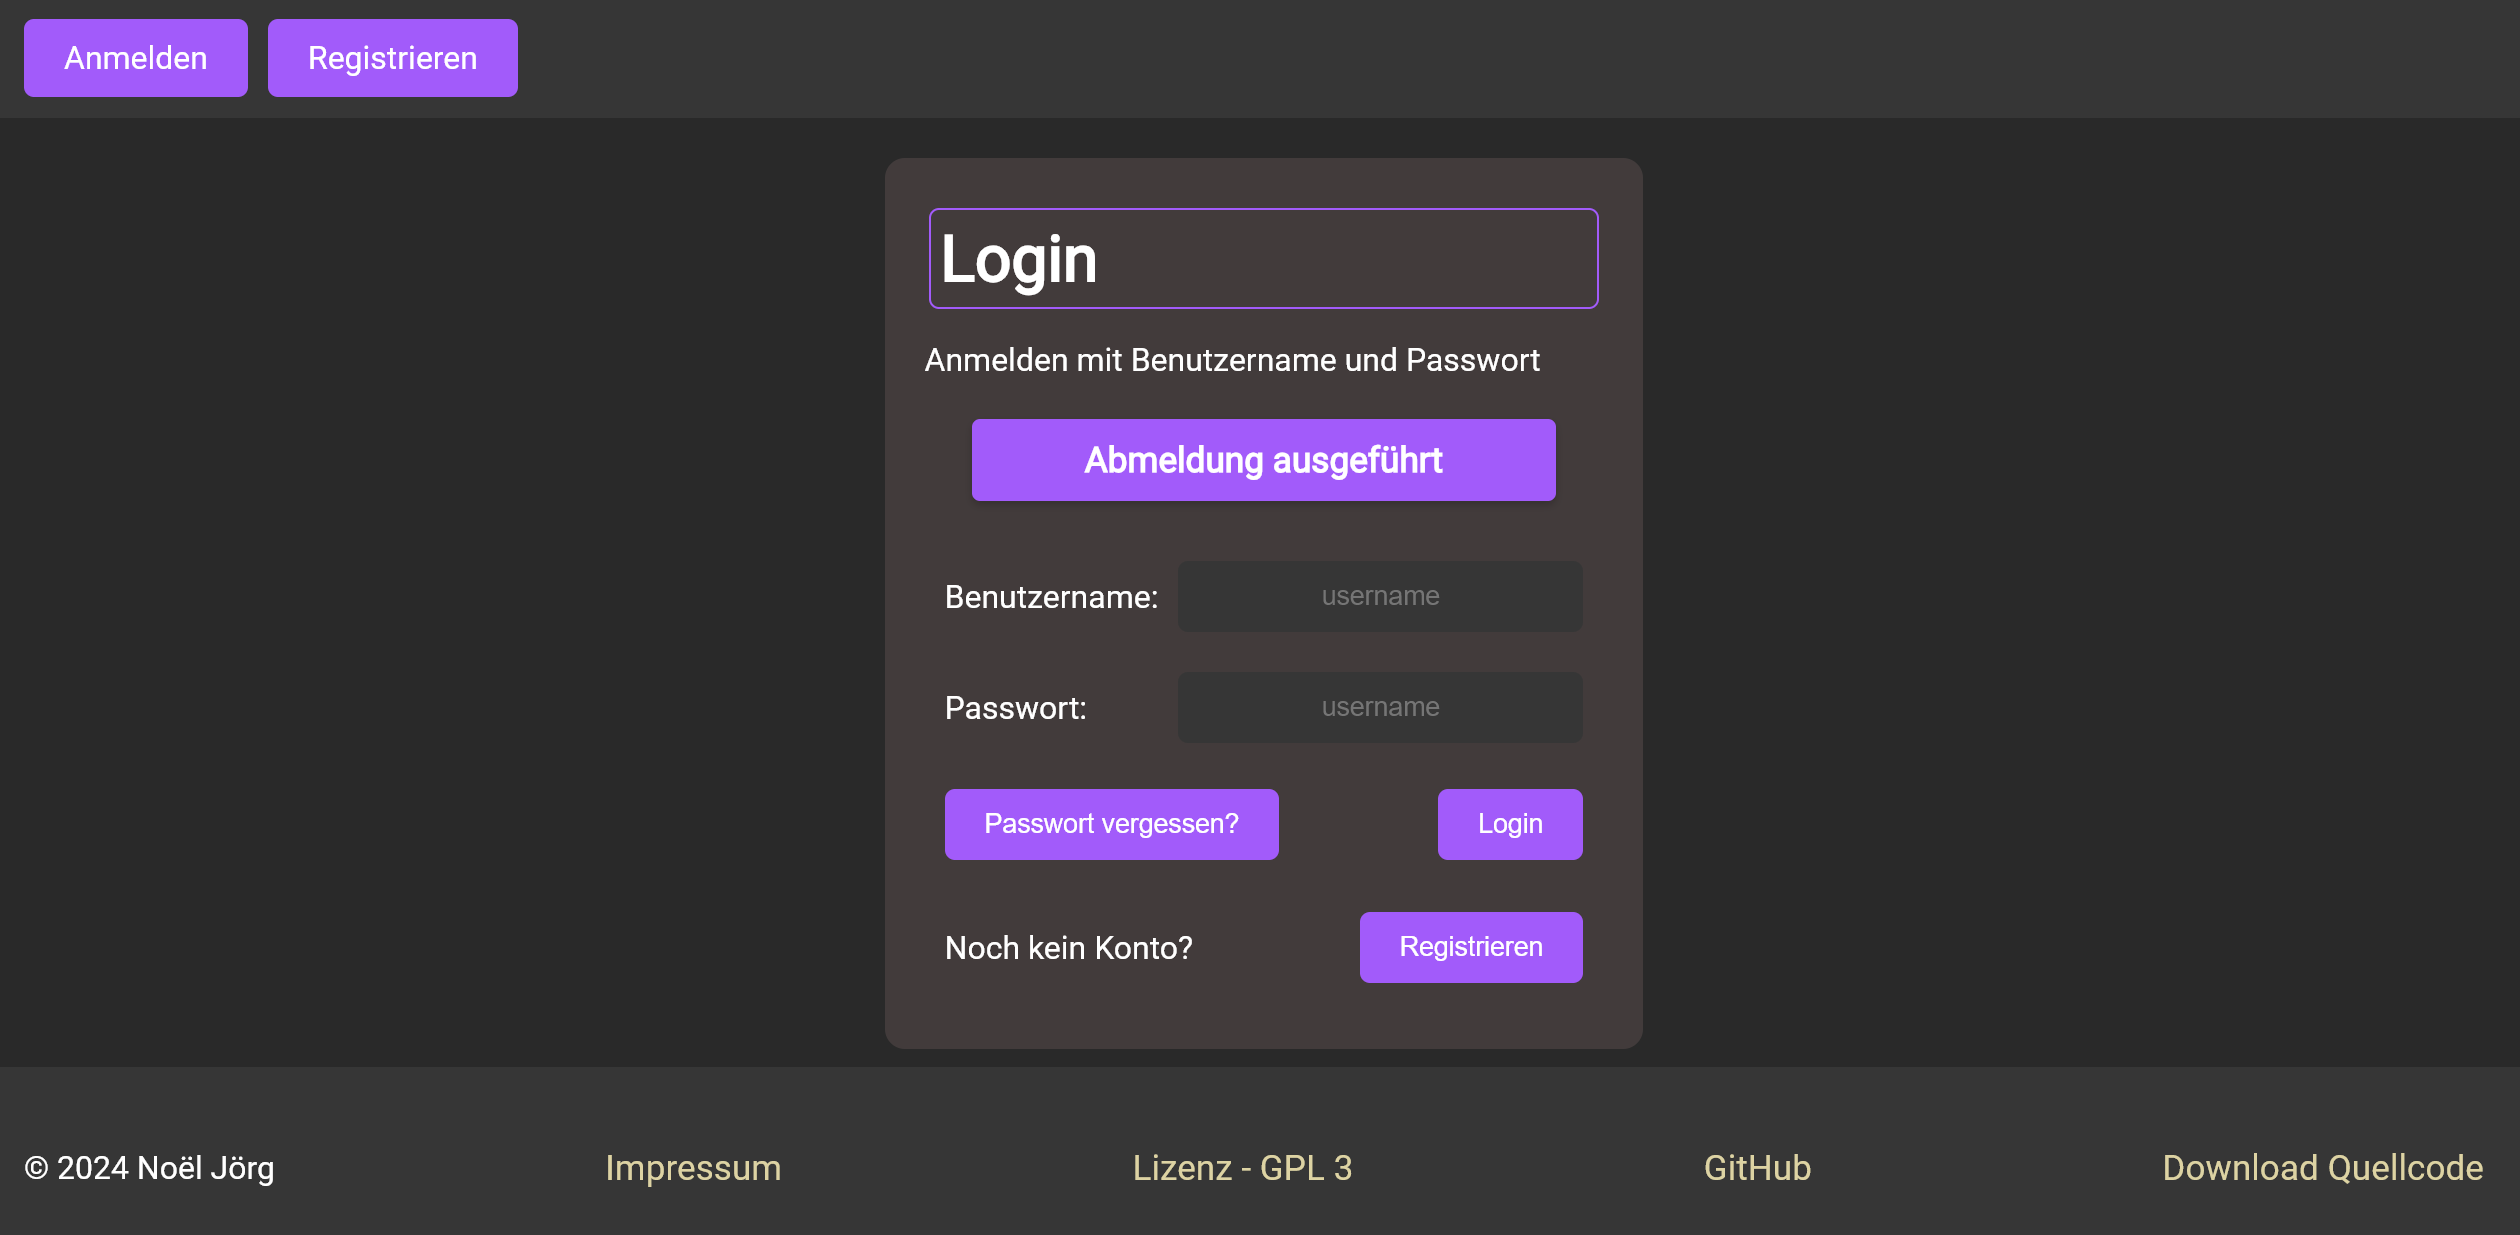 Anmelden Registrieren
Login
Anmelden mit Benutzername und Passwort
Abmeldung ausgeführt
Benutzername: username
Passwort: username
Passwort vergessen? Login
Noch kein Konto? Registrieren
© 2024 Noël Jörg Impressum Lizenz - GPL 3 GitHub Download Quellcode